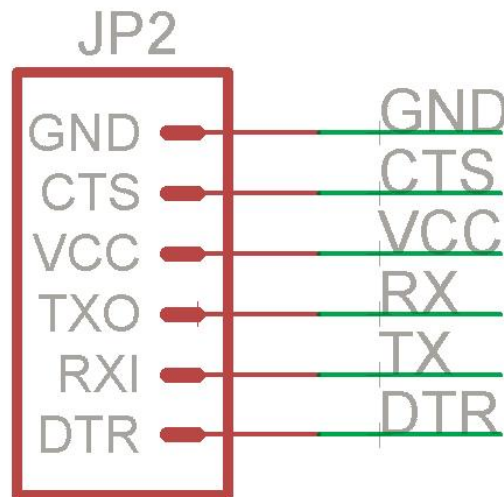 JP2
GND GND
CTS CTS
VCC VCC
TXO RX
RXI TX
DTR DTR